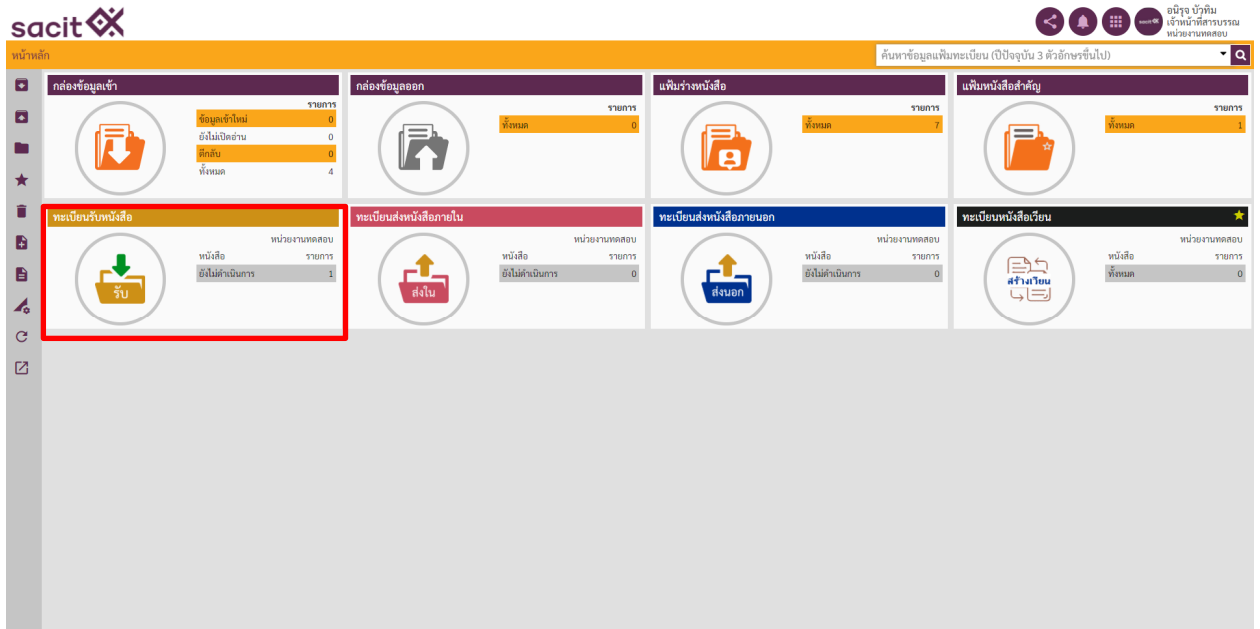 sacit
sacit
อนิรุจ บัวทิม
เจ้าหน้าที่สารบรรณ
หน่วยงานทดสอบ
หน้าหลัก
ค้นหาข้อมูลแฟ้มทะเบียน (ปีปัจจุบัน 3 ตัวอักษรขึ้นไป)
กล่องข้อมูลเข้า
รายการ
ข้อมูลเข้าใหม่ 0
ยังไม่เปิดอ่าน 0
ตีกลับ 0
ทั้งหมด 4
กล่องข้อมูลออก
รายการ
ทั้งหมด 0
แฟ้มร่างหนังสือ
รายการ
ทั้งหมด 7
แฟ้มหนังสือสำคัญ
รายการ
ทั้งหมด 1
ทะเบียนรับหนังสือ
หน่วยงานทดสอบ
หนังสือ รายการ
ยังไม่ดำเนินการ 1
รับ
ทะเบียนส่งหนังสือภายใน
หน่วยงานทดสอบ
หนังสือ รายการ
ยังไม่ดำเนินการ 0
ส่งใน
ทะเบียนส่งหนังสือภายนอก
หน่วยงานทดสอบ
หนังสือ รายการ
ยังไม่ดำเนินการ 0
ส่งนอก
ทะเบียนหนังสือเวียน
หน่วยงานทดสอบ
หนังสือ รายการ
ทั้งหมด 0
สร้างเวียน